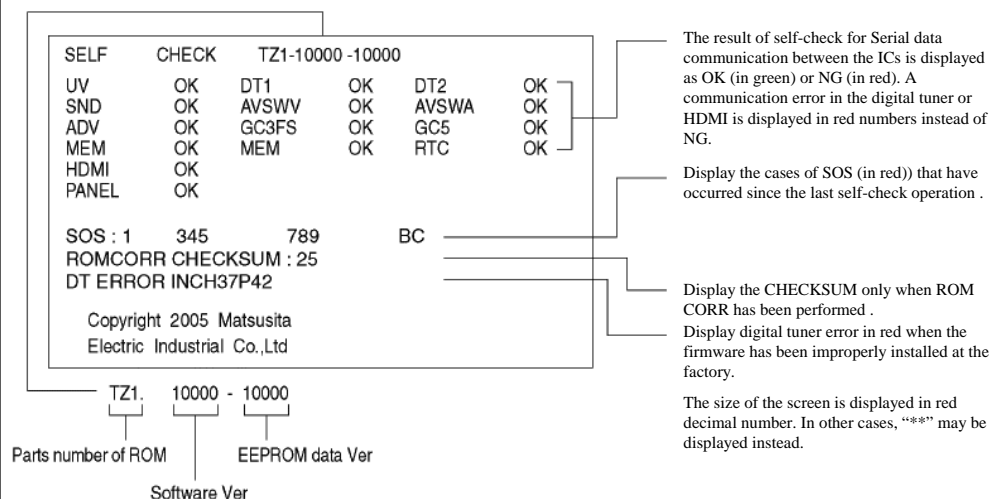 SELF CHECK TZ1-10000 -10000
UV OK DT1 OK DT2 OK
SND OK AVSWV OK AVSWA OK
ADV OK GC3FS OK GC5 OK
MEM OK MEM OK RTC OK
HDMI OK
PANEL OK
SOS : 1 345 789 BC
ROMCORR CHECKSUM : 25
DT ERROR INCH37P42
Copyright 2005 Matsusita
Electric Industrial Co.,Ltd
TZ1. 10000 - 10000
Parts number of ROM
EEPROM data Ver
Software Ver
The result of self-check for Serial data
communication between the ICs is displayed
as OK (in green) or NG (in red). A
communication error in the digital tuner or
HDMI is displayed in red numbers instead of
NG.
Display the cases of SOS (in red)) that have
occurred since the last self-check operation .
Display the CHECKSUM only when ROM
CORR has been performed .
Display digital tuner error in red when the
firmware has been improperly installed at the
factory.
The size of the screen is displayed in red
decimal number. In other cases, “**” may be
displayed instead.